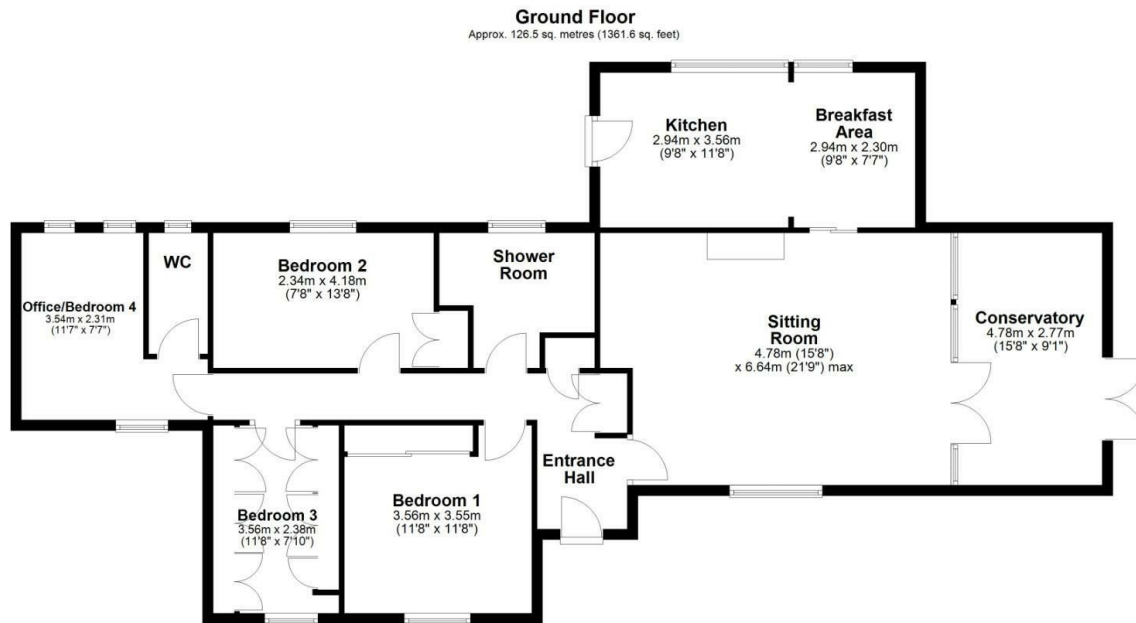 Ground Floor
Approx. 126.5 sq. metres (1361.6 sq. feet)
Kitchen
2.94m x 3.56m
(9'8" x 11'8")
Breakfast
Area
2.94m x 2.30m
(9'8" x 7'7")
Office/Bedroom 4
3.54m x 2.31m
(11'7" x 7'7")
WC
Bedroom 2
2.34m x 4.18m
(7'8" x 13'8")
Shower
Room
Sitting
Room
4.78m (15'8")
x 6.64m (21'9") max
Conservatory
4.78m x 2.77m
(15'8" x 9'1")
Bedroom 3
3.56m x 2.38m
(11'8" x 7'10")
Bedroom 1
3.56m x 3.55m
(11'8" x 11'8")
Entrance
Hall